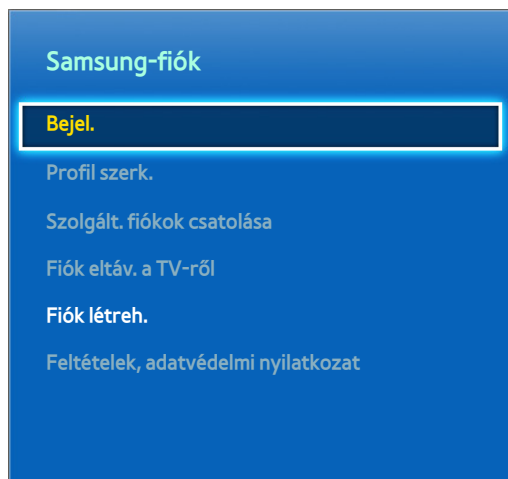 Samsung-fiók
Bejel.
Profil szerk.
Szolgált. fiókok csatolása
Fiók eltáv. a TV-ről
Fiók létreh.
Feltételek, adatvédelmi nyilatkozat